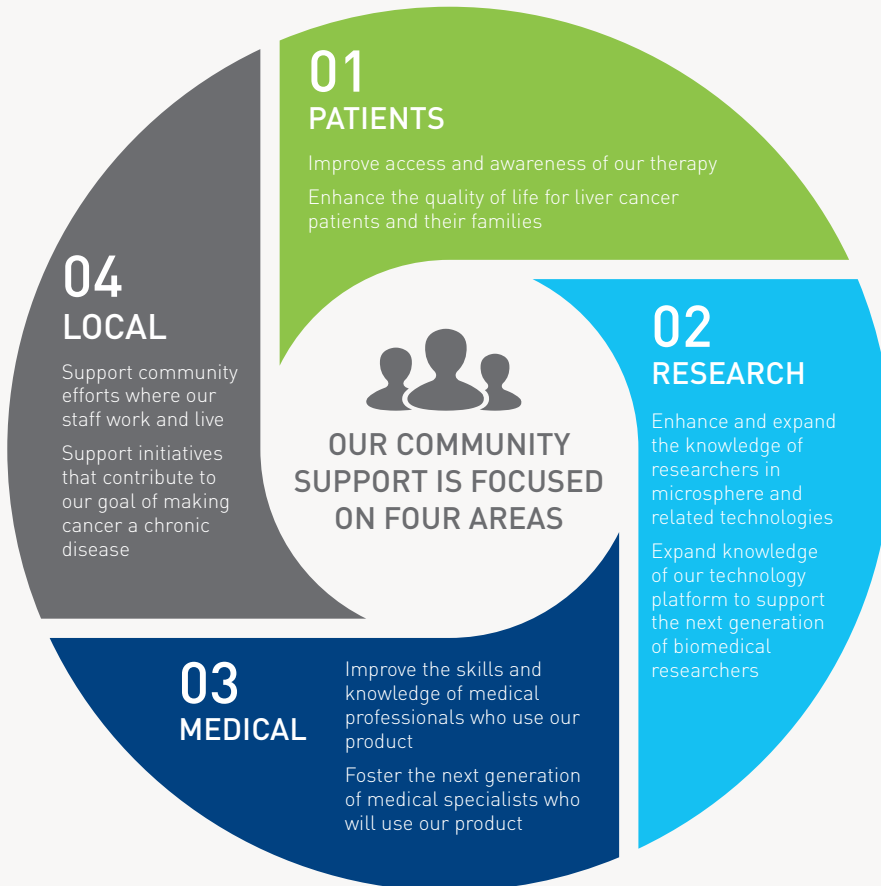 01
PATIENTS
Improve access and awareness of our therapy
Enhance the quality of life for liver cancer
patients and their families
02
RESEARCH
Enhance and expand
the knowledge of
researchers in
microsphere and
related technologies
Expand knowledge
of our technology
platform to support
the next generation
of biomedical
researchers
03
MEDICAL
Improve the skills and
knowledge of medical
professionals who use our
product
Foster the next generation
of medical specialists who
will use our product
04
LOCAL
Support community
efforts where our
staff work and live
Support initiatives
that contribute to
our goal of making
cancer a chronic
disease
OUR COMMUNITY
SUPPORT IS FOCUSED
ON FOUR AREAS